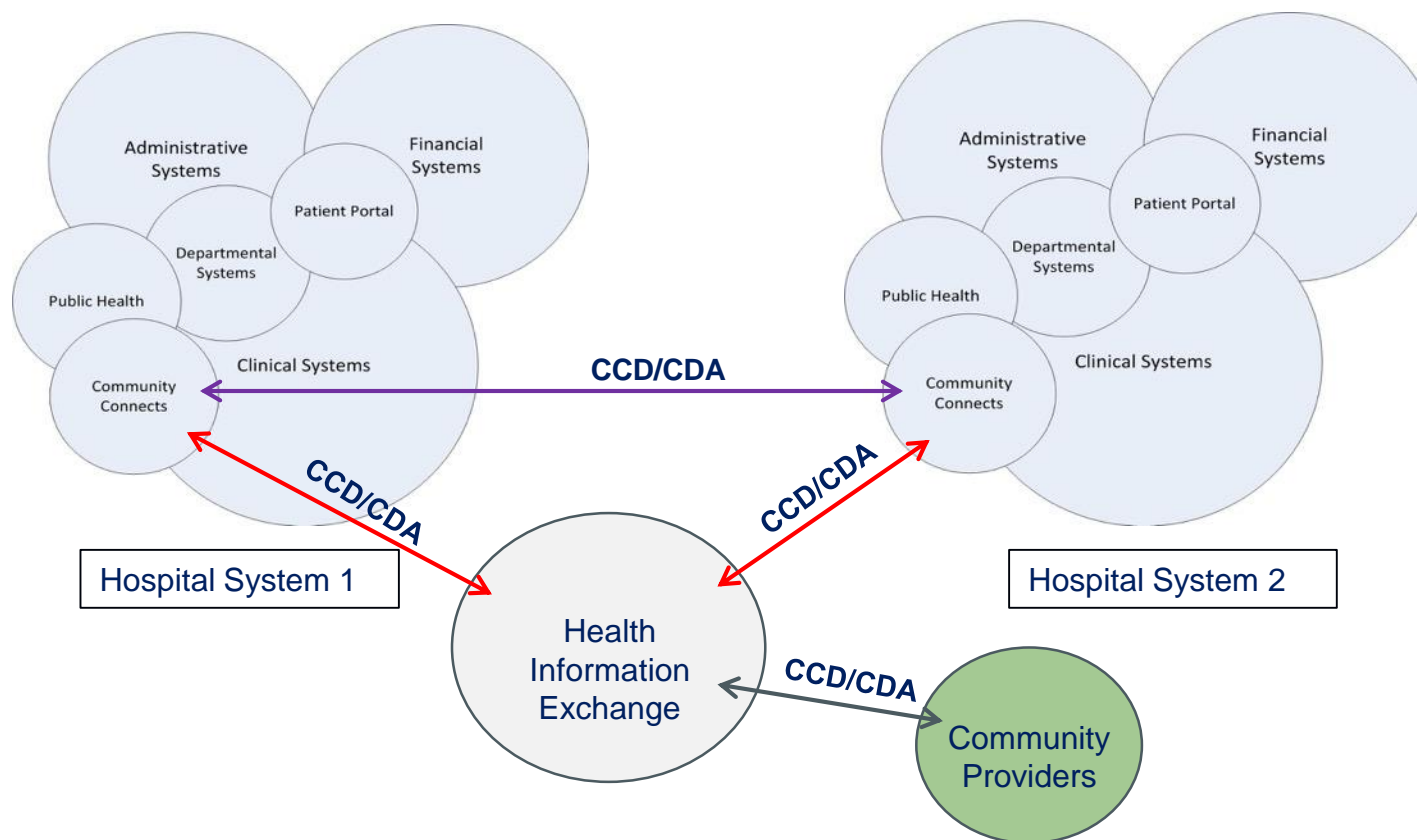 Administrative
Systems
Financial
Systems
Patient Portal
Departmental
Systems
Public Health
Clinical Systems
Community
Connects
Administrative
Systems
Financial
Systems
Patient Portal
Departmental
Systems
Public Health
Clinical Systems
Community
Connects
CCD/CDA
CCD/CDA
CCD/CDA
Hospital System 1
Hospital System 2
Health
Information
Exchange
CCD/CDA
Community
Providers